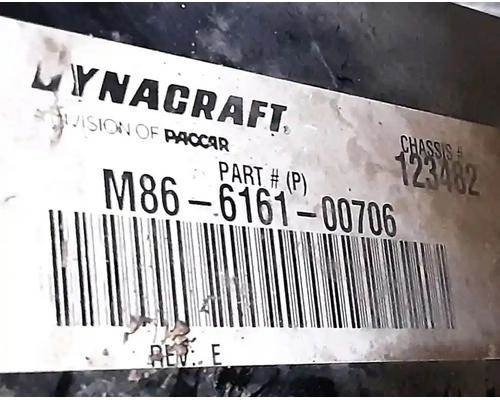 DYNACRAFT®
A DIVISION OF PACCAR
CHASSIS #
123482
PART # (P)
M86-6161-00706
REV. E